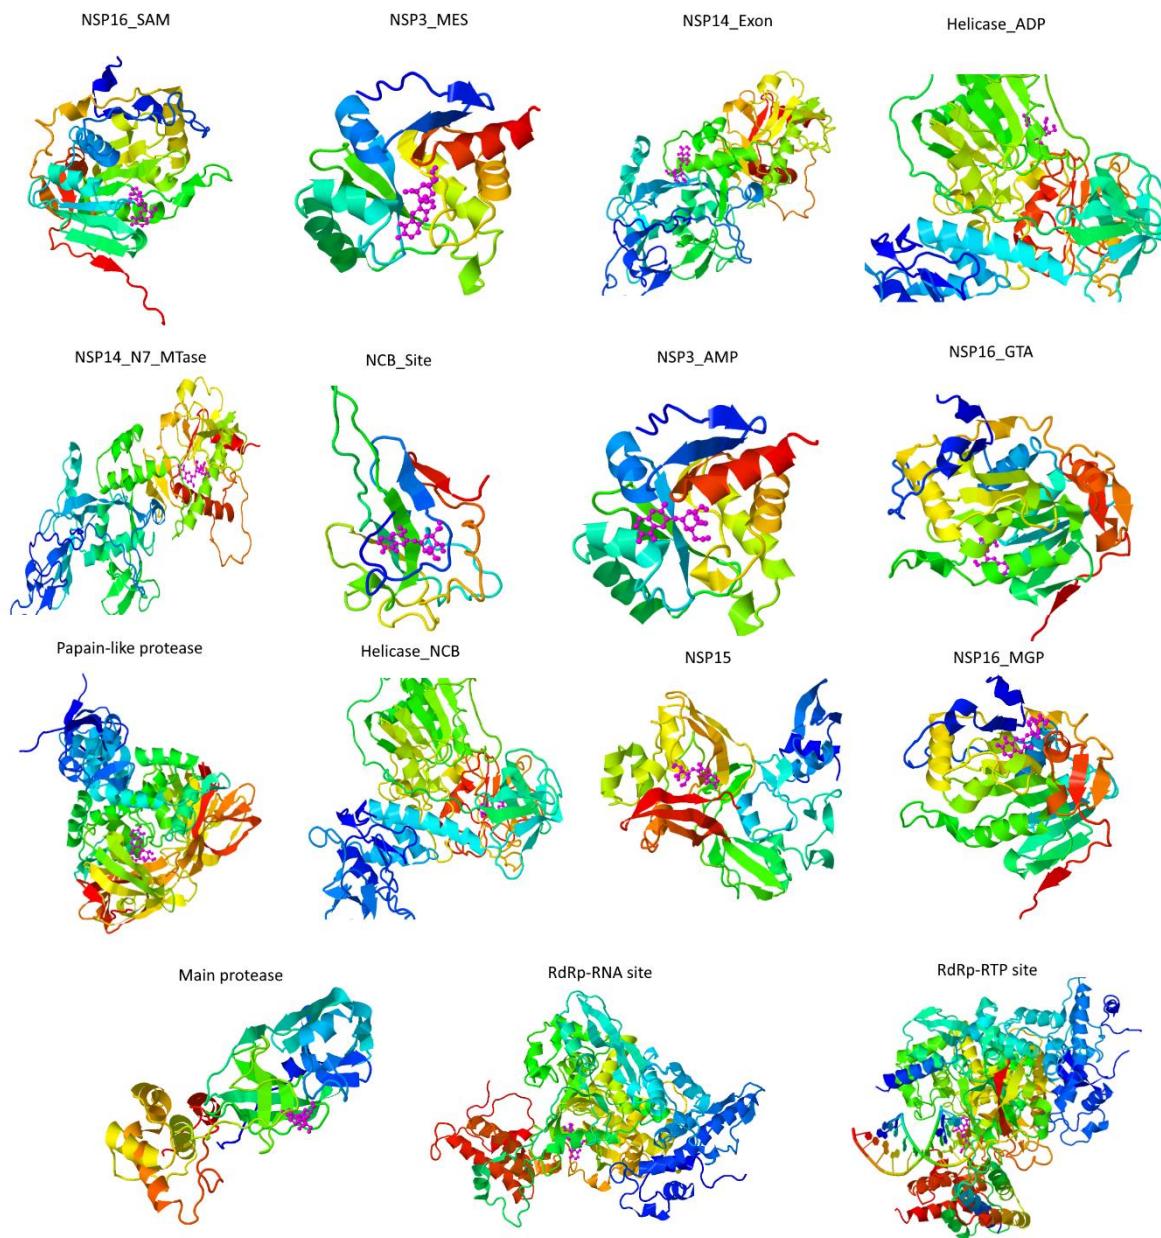 NSP16_SAM
NSP3_MES
NSP14_Exon
Helicase_ADP
NSP14_N7_MTase
NCB_Site
NSP3_AMP
NSP16_GTA
Papain-like protease
Helicase_NCB
NSP15
NSP16_MGP
Main protease
RdRp-RNA site
RdRp-RTP site